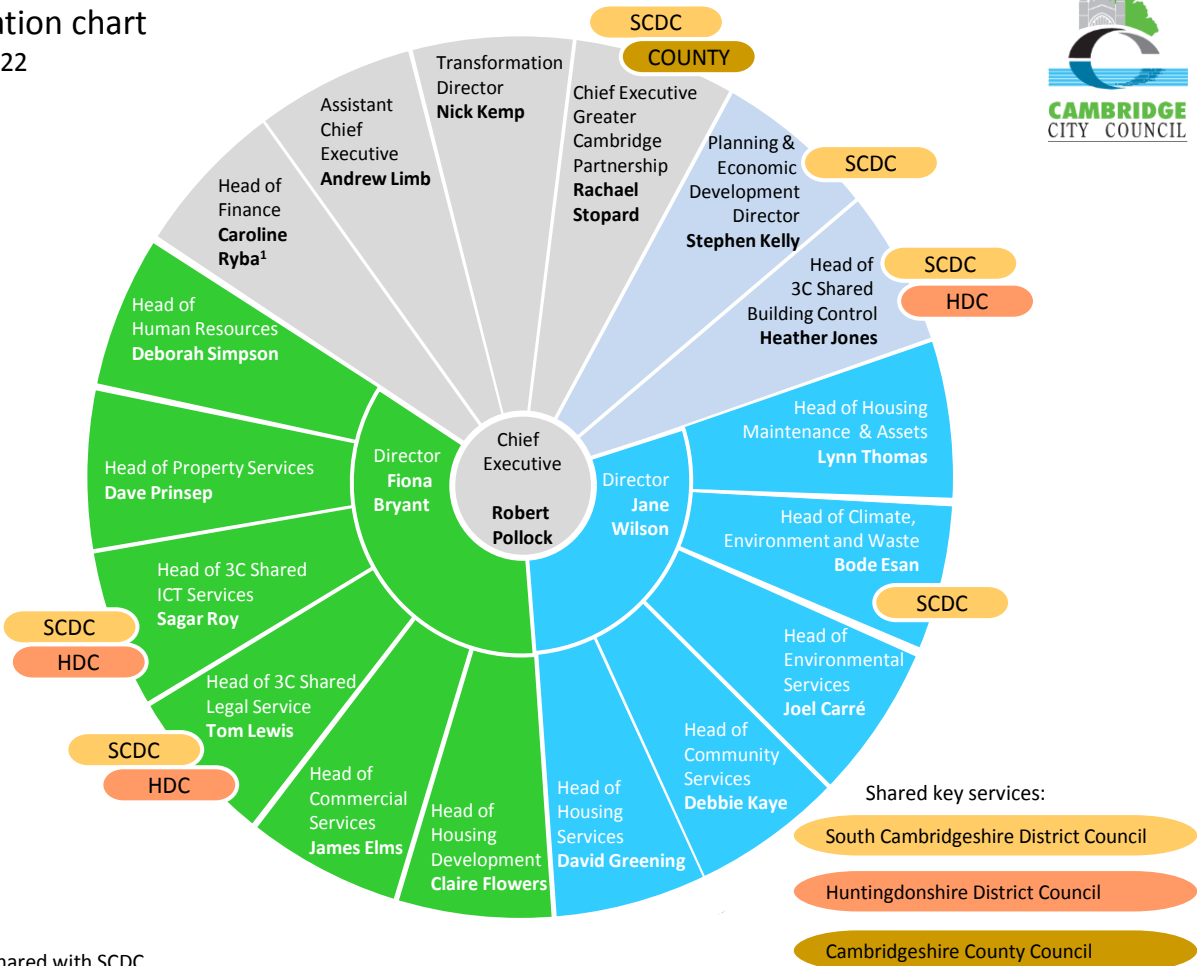 ation chart
22
SCDC
COUNTY
CAMBRIDGE
CITY COUNCIL
Transformation
Director
Nick Kemp
Chief Executive
Greater
Cambridge
Partnership
Rachael
Stopard
Assistant
Chief
Executive
Andrew Limb
Planning &
Economic
Development
Director
Stephen Kelly
SCDC
Head of
Finance
Caroline
Ryba¹
Head of
3C Shared
Building Control
Heather Jones
SCDC
HDC
Head of
Human Resources
Deborah Simpson
Head of Housing
Maintenance & Assets
Lynn Thomas
Head of Property Services
Dave Prinsep
Director
Fiona
Bryant
Chief
Executive
Robert
Pollock
Director
Jane
Wilson
Head of Climate,
Environment and Waste
Bode Esan
SCDC
Head of 3C Shared
ICT Services
Sagar Roy
SCDC
HDC
Head of
Environmental
Services
Joel Carré
Head of 3C Shared
Legal Service
Tom Lewis
SCDC
HDC
Head of
Community
Services
Debbie Kaye
Head of
Commercial
Services
James Elms
Head of
Housing
Development
Claire Flowers
Head of
Housing
Services
David Greening
Shared key services:
South Cambridgeshire District Council
Huntingdonshire District Council
Cambridgeshire County Council
hared with SCDC